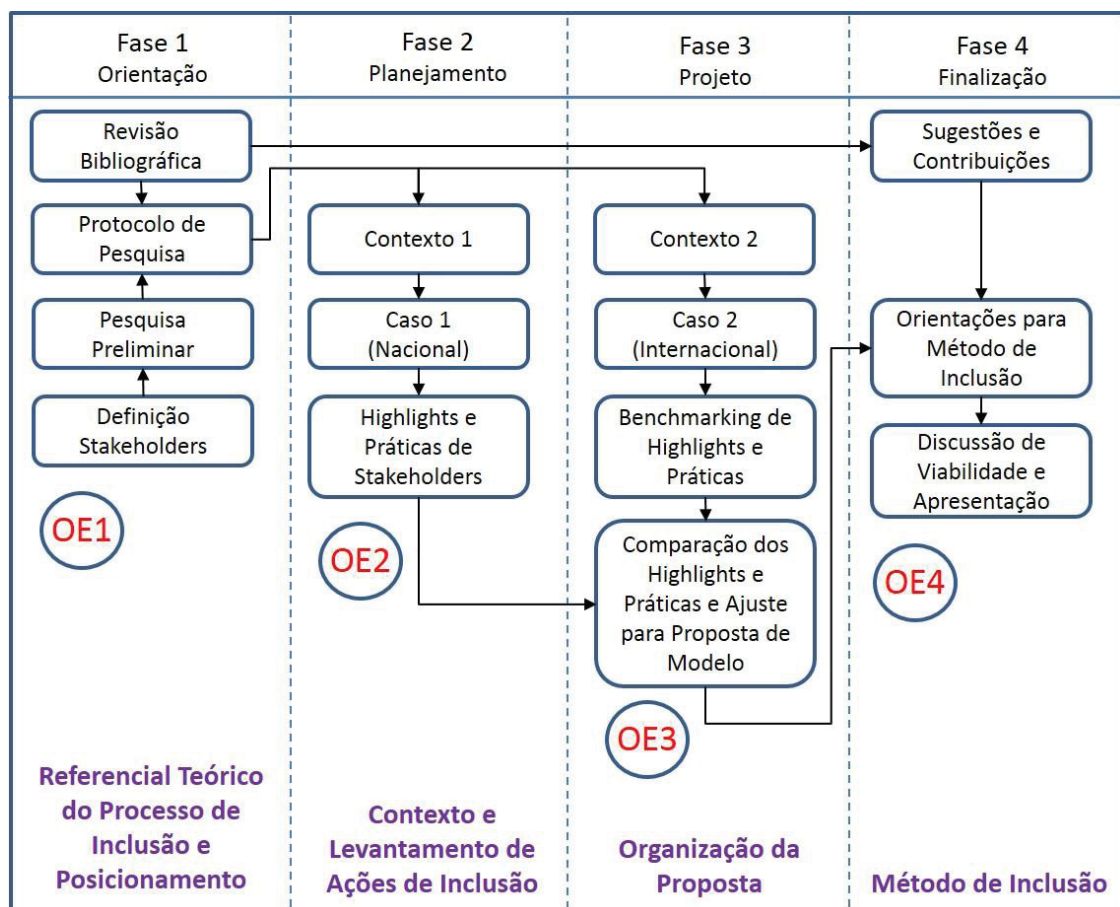 Fase 1
Orientação
Fase 2
Planejamento
Fase 3
Projeto
Fase 4
Finalização
Revisão
Bibliográfica
Protocolo de
Pesquisa
Pesquisa
Preliminar
Definição
Stakeholders
OE1
Referencial Teórico
do Processo de
Inclusão e
Posicionamento
Contexto 1
Caso 1
(Nacional)
Highlights e
Práticas de
Stakeholders
OE2
Contexto e
Levantamento de
Ações de Inclusão
Contexto 2
Caso 2
(Internacional)
Benchmarking de
Highlights e
Práticas
Comparação dos
Highlights e
Práticas e Ajuste
para Proposta de
Modelo
OE3
Organização da
Proposta
Sugestões e
Contribuições
Orientações para
Método de
Inclusão
Discussão de
Viabilidade e
Apresentação
OE4
Método de Inclusão